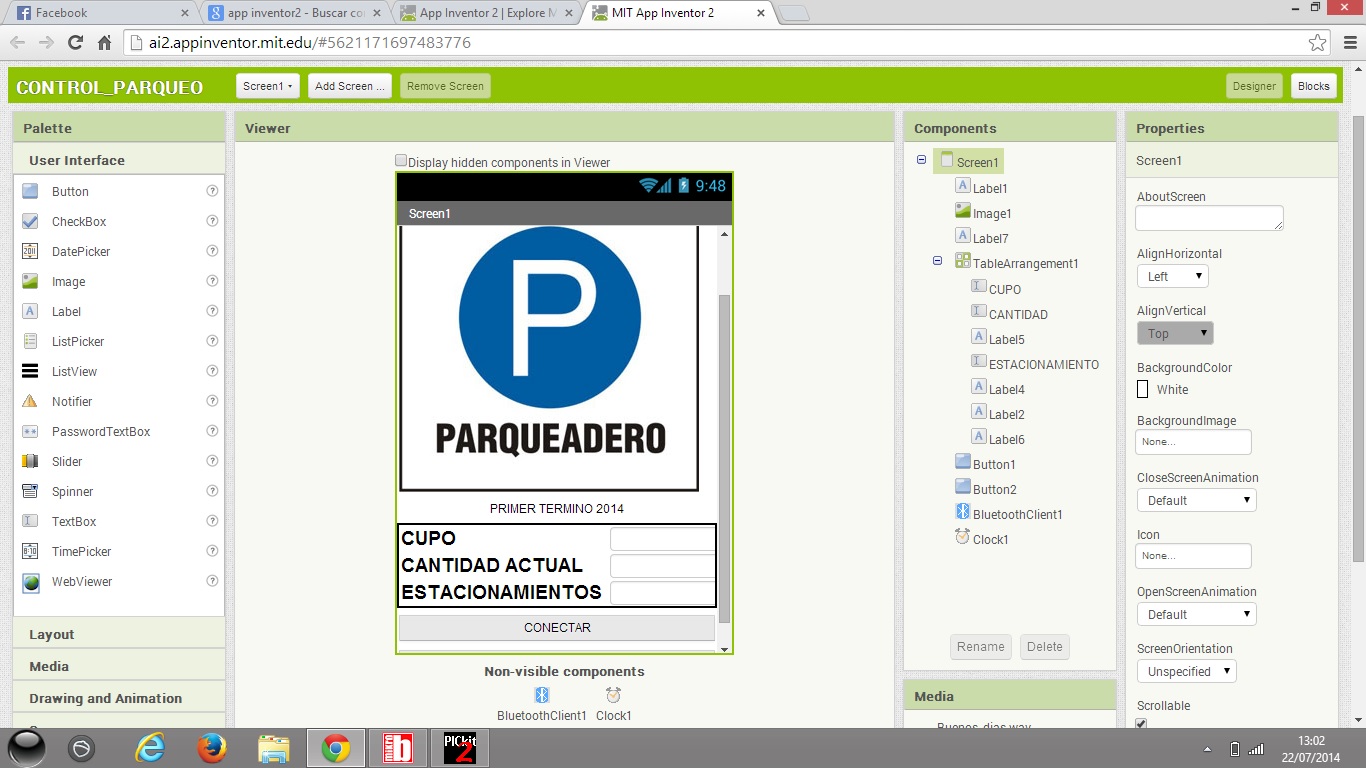 Facebook
app inventor2 - Buscar co
App Inventor 2 | Explore M
MIT App Inventor 2
ai2.appinventor.mit.edu/#5621171697483776
CONTROL_PARQUEO
Screen1
Add Screen ...
Remove Screen
Designer
Blocks
Palette
User Interface
Button
?
CheckBox
?
DatePicker
?
Image
?
Label
?
ListPicker
?
ListView
?
Notifier
?
PasswordTextBox
?
Slider
?
Spinner
?
TextBox
?
TimePicker
?
WebViewer
?
Layout
Media
Drawing and Animation
Viewer
Display hidden components in Viewer
9:48
Screen1
P
PARQUEADERO
PRIMER TERMINO 2014
CUPO
CANTIDAD ACTUAL
ESTACIONAMIENTOS
CONECTAR
Non-visible components
BluetoothClient1
Clock1
Components
Screen1
Label1
Image1
Label7
TableArrangement1
CUPO
CANTIDAD
Label5
ESTACIONAMIENTO
Label4
Label2
Label6
Button1
Button2
BluetoothClient1
Clock1
Rename
Delete
Media
Buenos_dias.wav
Properties
Screen1
AboutScreen
AlignHorizontal
Left
AlignVertical
Top
BackgroundColor
White
BackgroundImage
None...
CloseScreenAnimation
Default
Icon
None...
OpenScreenAnimation
Default
ScreenOrientation
Unspecified
Scrollable
PICkit
2
13:02
22/07/2014